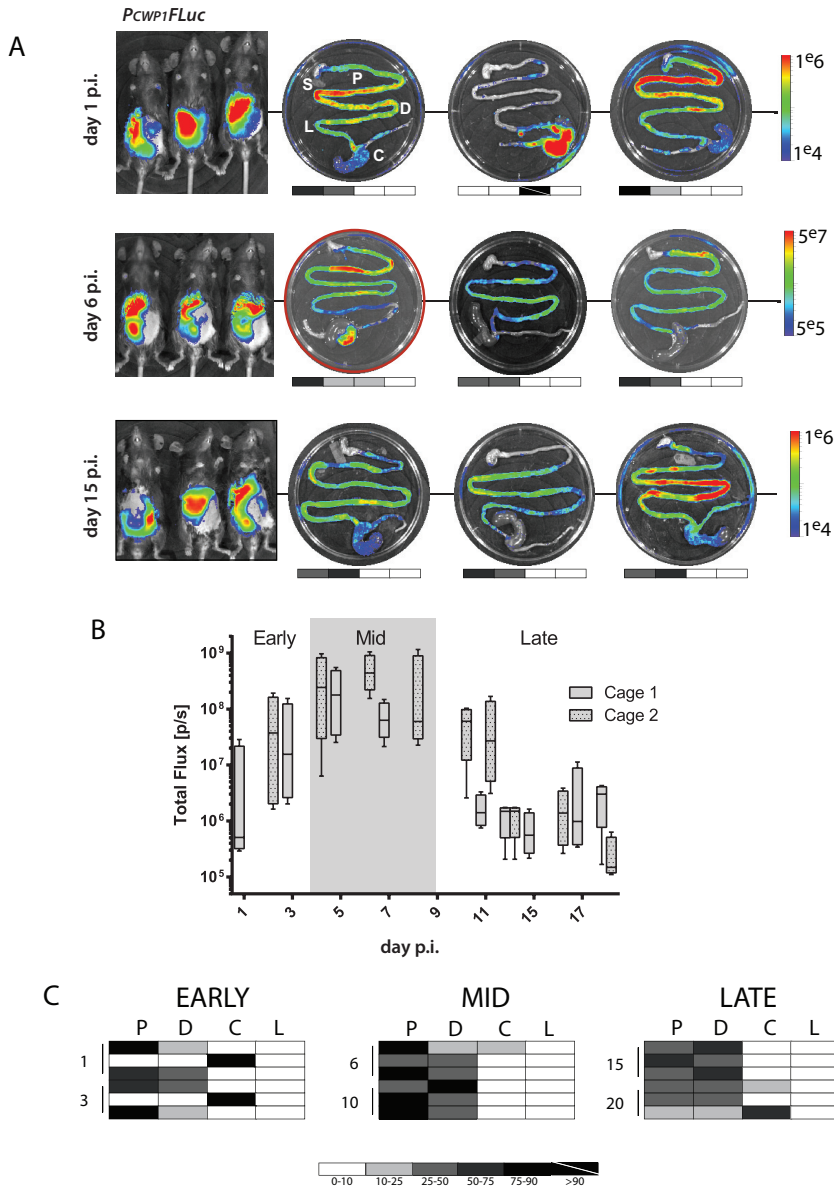 PCWP1FLuc
A
day 1 p.i.
S
P
D
L
C
1e6
1e4
day 6 p.i.
5e7
5e5
day 15 p.i.
1e6
1e4
B
Early
Mid
Late
Cage 1
Cage 2
Total Flux [p/s]
10⁹
10⁸
10⁷
10⁶
10⁵
1 3 5 7 9 11 15 17
day p.i.
C
EARLY MID LATE
P D C L P D C L P D C L
1 6 15
3 10 20
0-10 10-25 25-50 50-75 75-90 >90